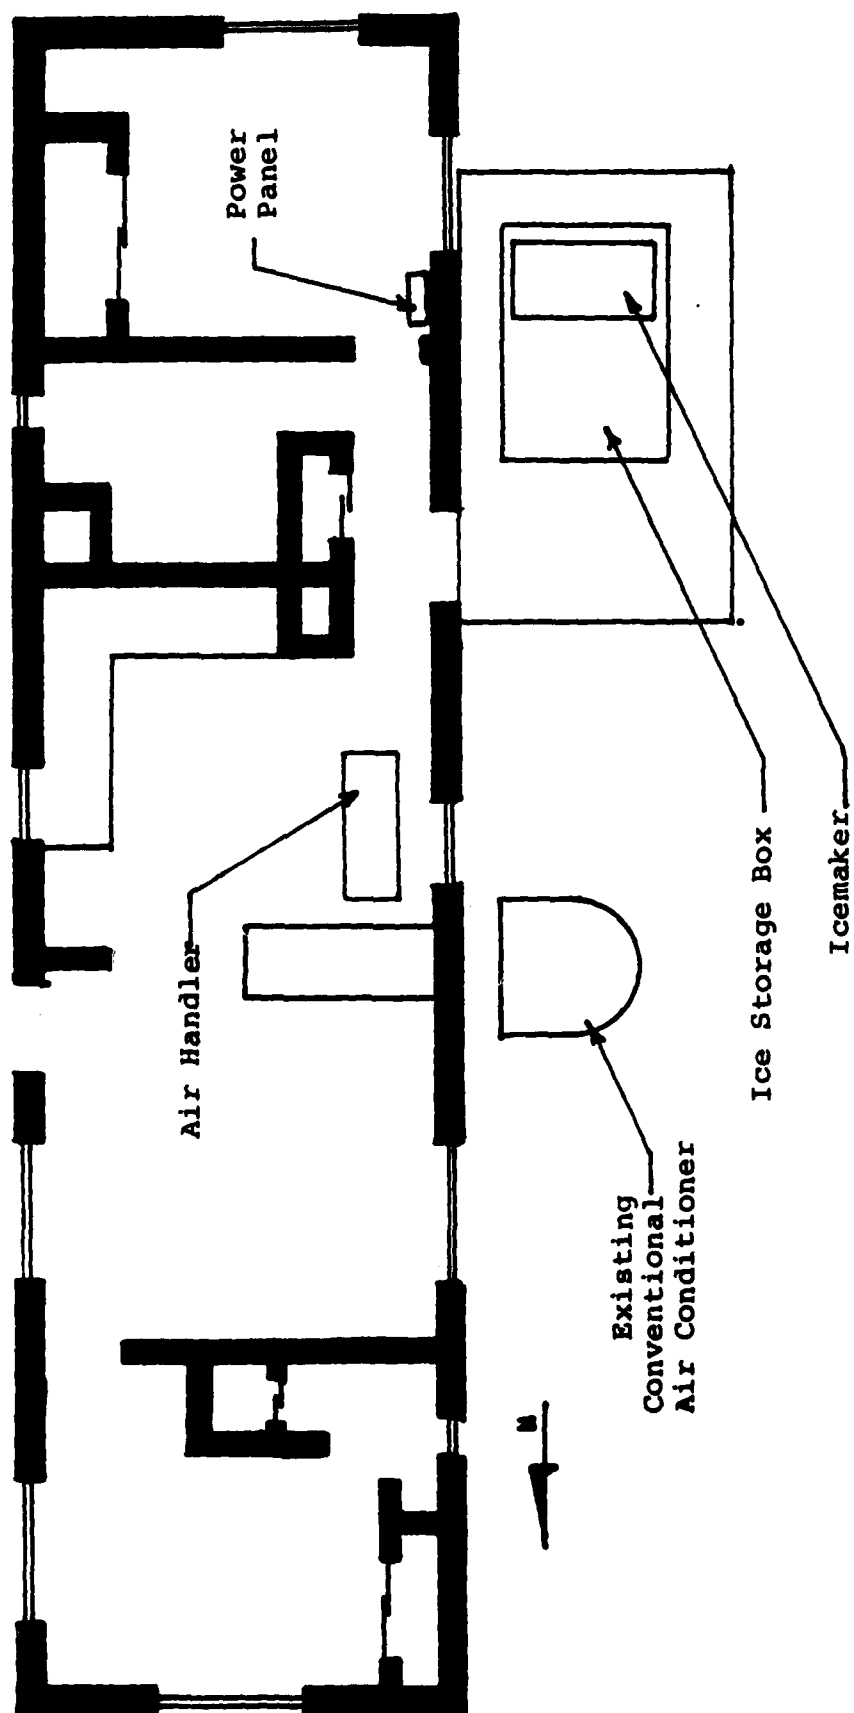 Air Handler
Power
Panel
Existing
Conventional
Air Conditioner
Ice Storage Box
Icemaker